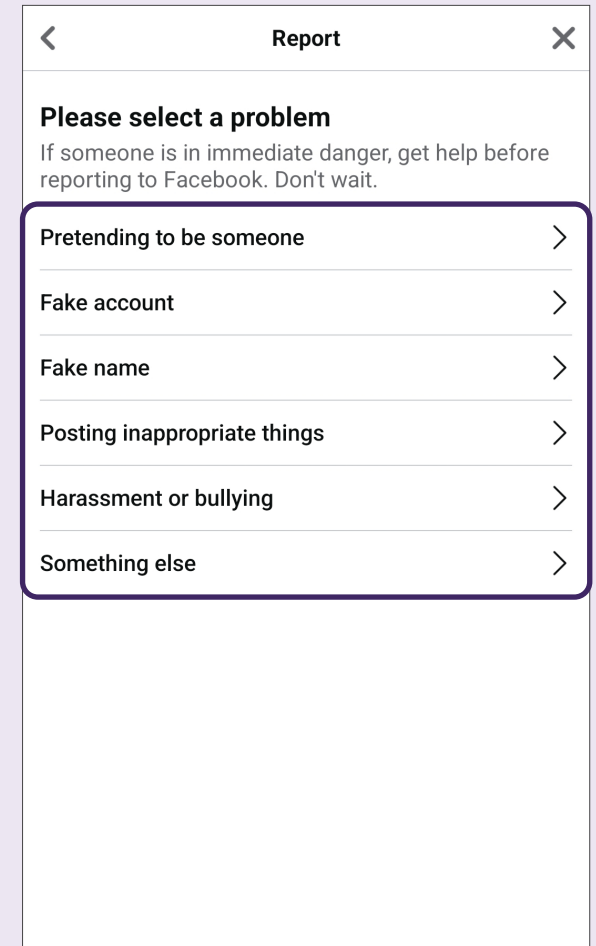 Report
Please select a problem
If someone is in immediate danger, get help before
reporting to Facebook. Don't wait.
Pretending to be someone
Fake account
Fake name
Posting inappropriate things
Harassment or bullying
Something else